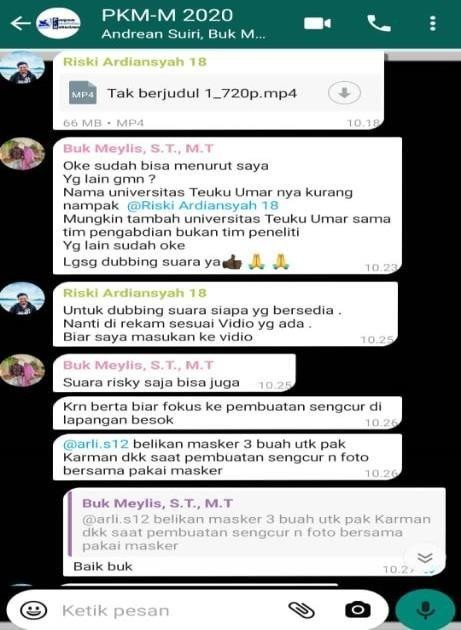 PKM-M 2020
Andrean Suiri, Buk M...
Riski Ardiansyah 18
MP4
Tak berjudul 1_720p.mp4
66 MB • MP4
10.18
Buk Meylis, S.T., M.T
Oke sudah bisa menurut saya
Yg lain gmn ?
Nama universitas Teuku Umar nya kurang
nampak @Riski Ardiansyah 18
Mungkin tambah universitas Teuku Umar sama
tim pengabdian bukan tim peneliti
Yg lain sudah oke
Lgsg dubbing suara ya
10.23
Riski Ardiansyah 18
Untuk dubbing suara siapa yg bersedia .
Nanti di rekam sesuai Vidio yg ada .
Biar saya masukan ke vidio
10.25
Buk Meylis, S.T., M.T
Suara risky saja bisa juga
10.25
Krn berta biar fokus ke pembuatan sengcur di
lapangan besok
10.26
@arli.s12 belikan masker 3 buah utk pak
Karman dkk saat pembuatan sengcur n foto
bersama pakai masker
10.26
Buk Meylis, S.T., M.T
@arli.s12 belikan masker 3 buah utk pak Karman
dkk saat pembuatan sengcur n foto bersama
pakai masker
Baik buk
10.27
Ketik pesan